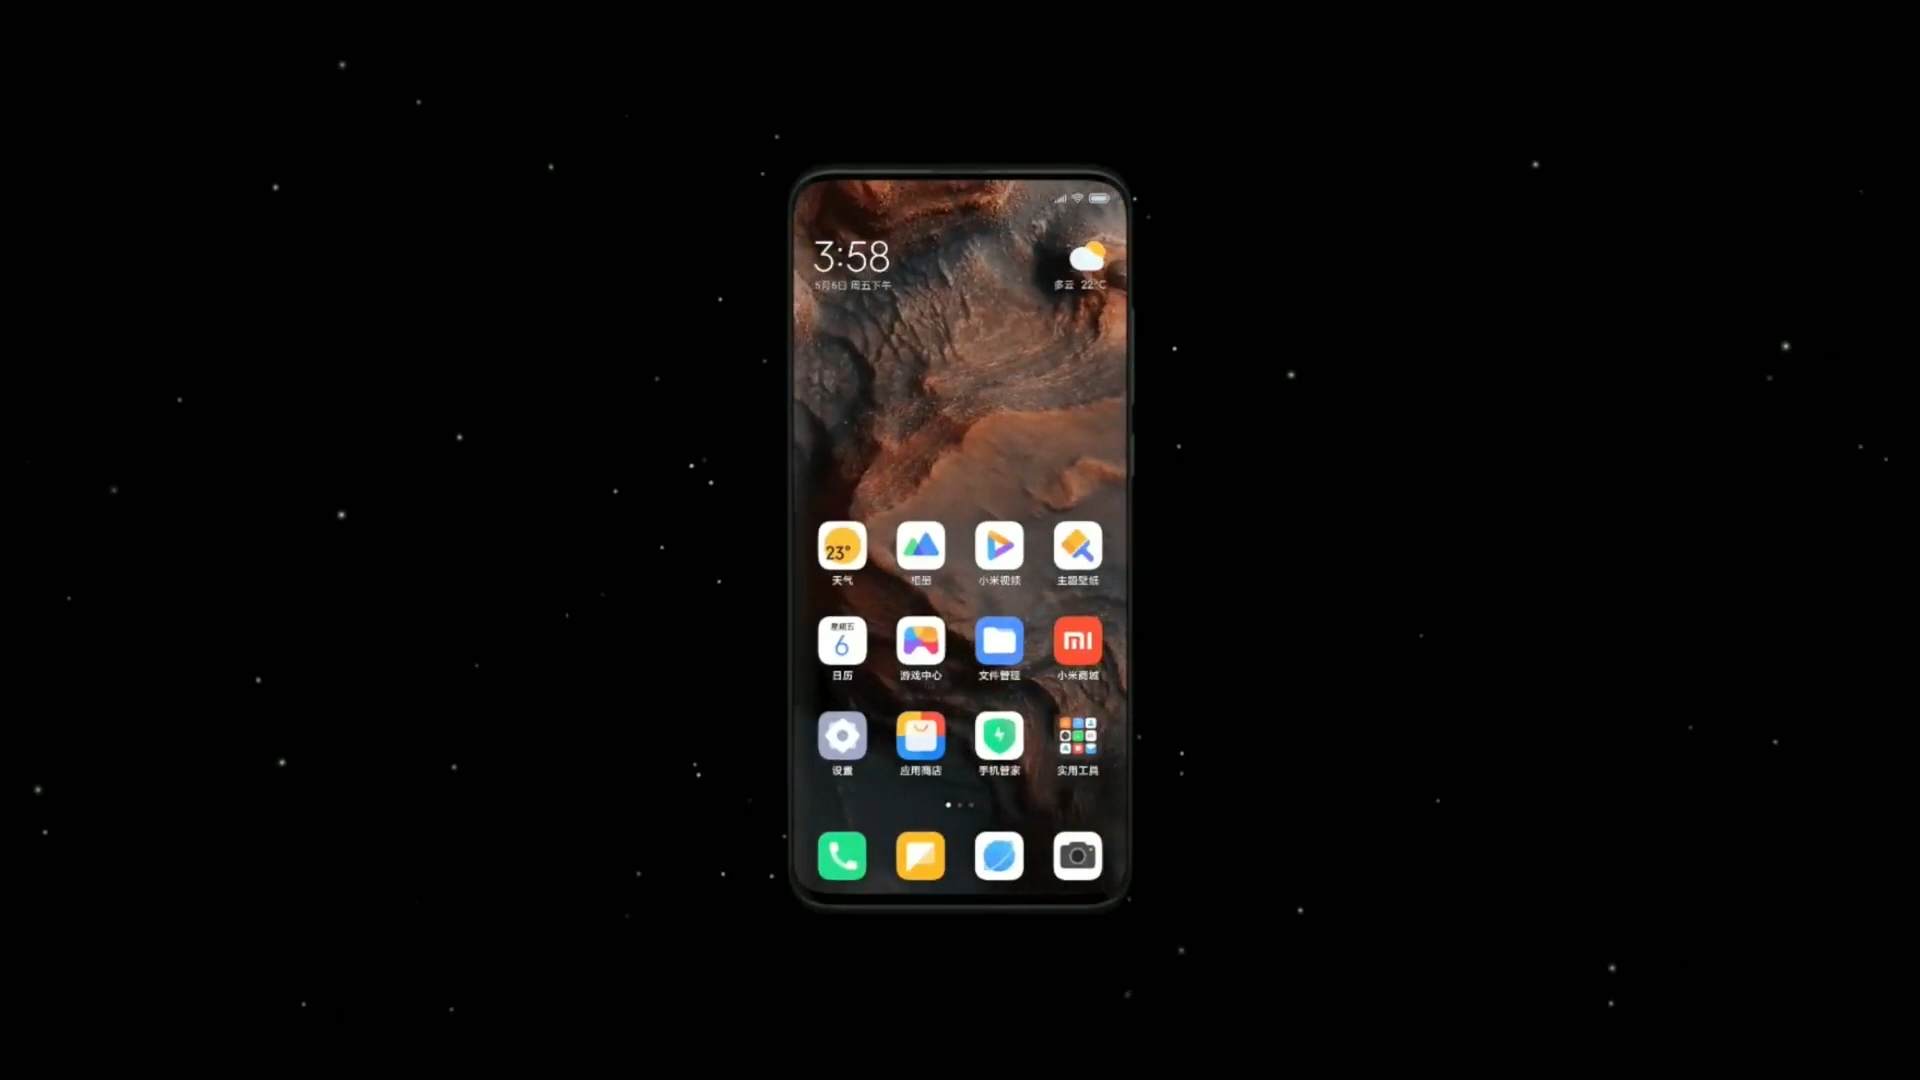 3:58
5月6日 周五下午
多云 22°C
23°
天气
相册
小米视频
主题壁纸
星期五
6
日历
游戏中心
文件管理
mi
小米商城
设置
应用商店
手机管家
实用工具